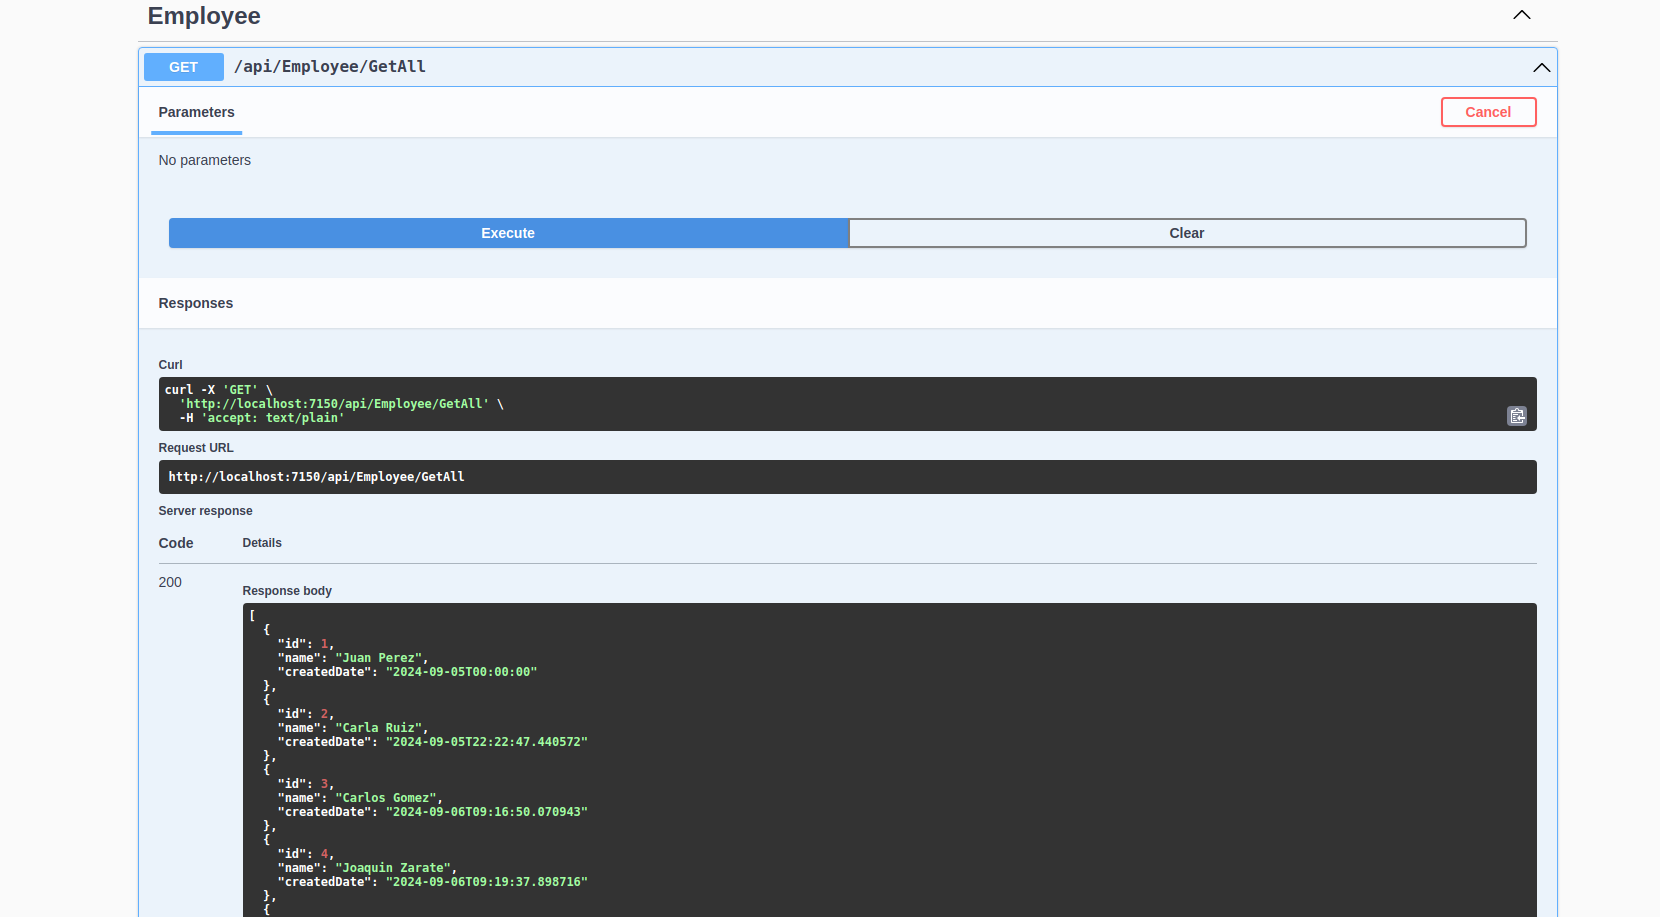 Employee
GET /api/Employee/GetAll
Parameters
Cancel
No parameters
Execute
Clear
Responses
Curl
curl -X 'GET' \
  'http://localhost:7150/api/Employee/GetAll' \
  -H 'accept: text/plain'
Request URL
http://localhost:7150/api/Employee/GetAll
Server response
Code Details
200
Response body
[
  {
    "id": 1,
    "name": "Juan Perez",
    "createdDate": "2024-09-05T00:00:00"
  },
  {
    "id": 2,
    "name": "Carla Ruiz",
    "createdDate": "2024-09-05T22:22:47.440572"
  },
  {
    "id": 3,
    "name": "Carlos Gomez",
    "createdDate": "2024-09-06T09:16:50.070943"
  },
  {
    "id": 4,
    "name": "Joaquin Zarate",
    "createdDate": "2024-09-06T09:19:37.898716"
  },
  {